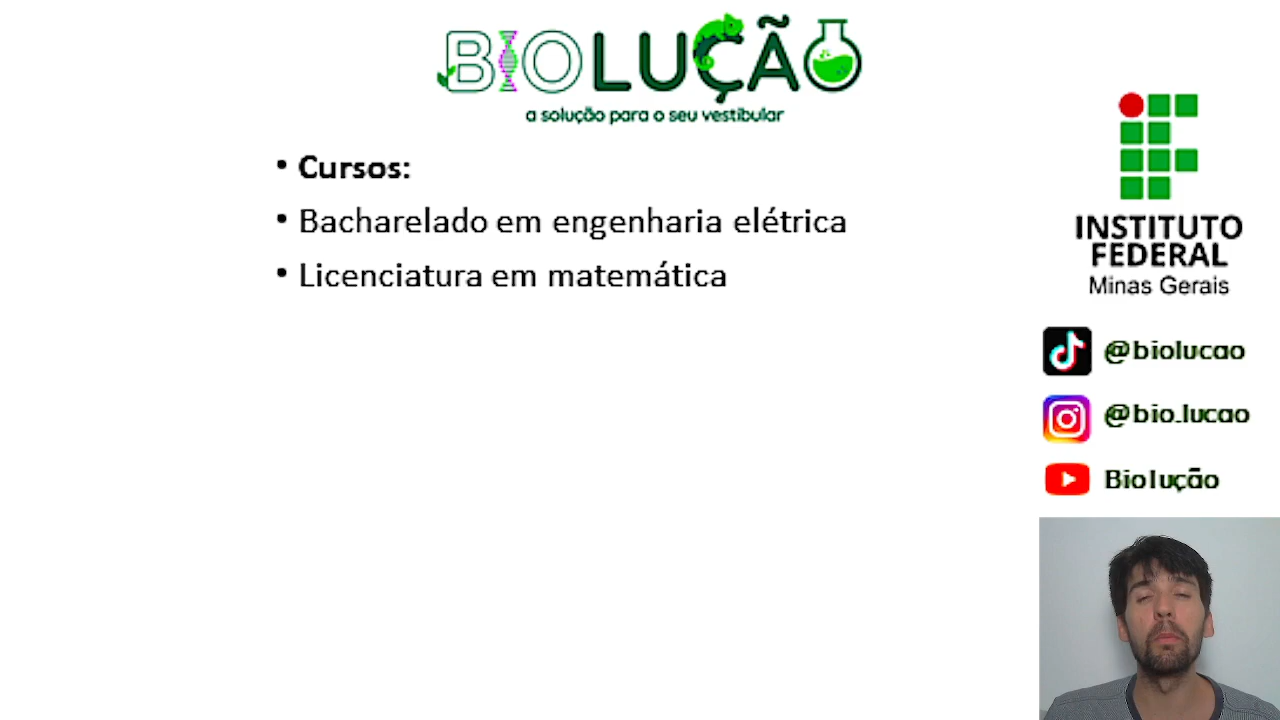 BIOLUÇÃO
a solução para o seu vestibular
• Cursos:
• Bacharelado em engenharia elétrica
• Licenciatura em matemática
INSTITUTO
FEDERAL
Minas Gerais
@biolucao
@bio.lucao
Biolução